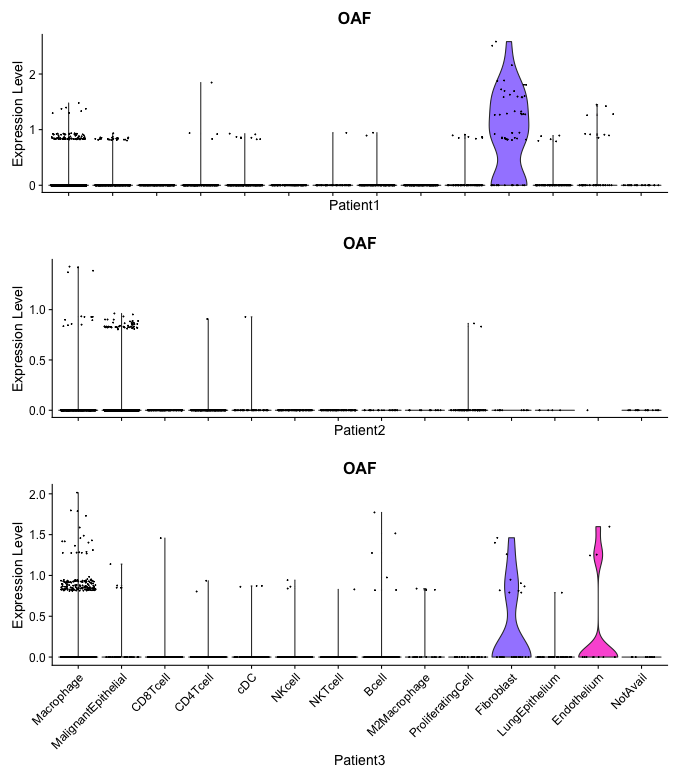 OAF
Expression Level
2
1
0
Patient1
OAF
Expression Level
1.0
0.5
0.0
Patient2
OAF
Expression Level
2.0
1.5
1.0
0.5
0.0
Macrophage
MalignantEpithelial
CD8Tcell
CD4Tcell
cDC
NKcell
NKTcell
Bcell
M2Macrophage
ProliferatingCell
Fibroblast
LungEpithelium
Endothelium
NotAvail
Patient3